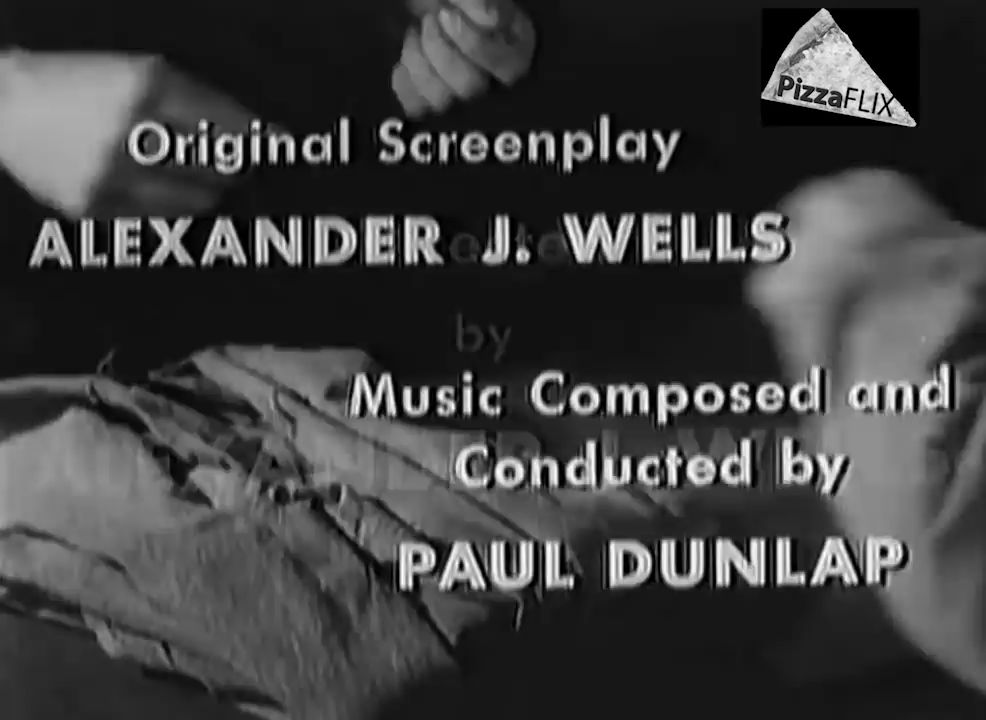 PizzaFLIX
Original Screenplay
ALEXANDER J. WELLS
by
Music Composed and
Conducted by
PAUL DUNLAP